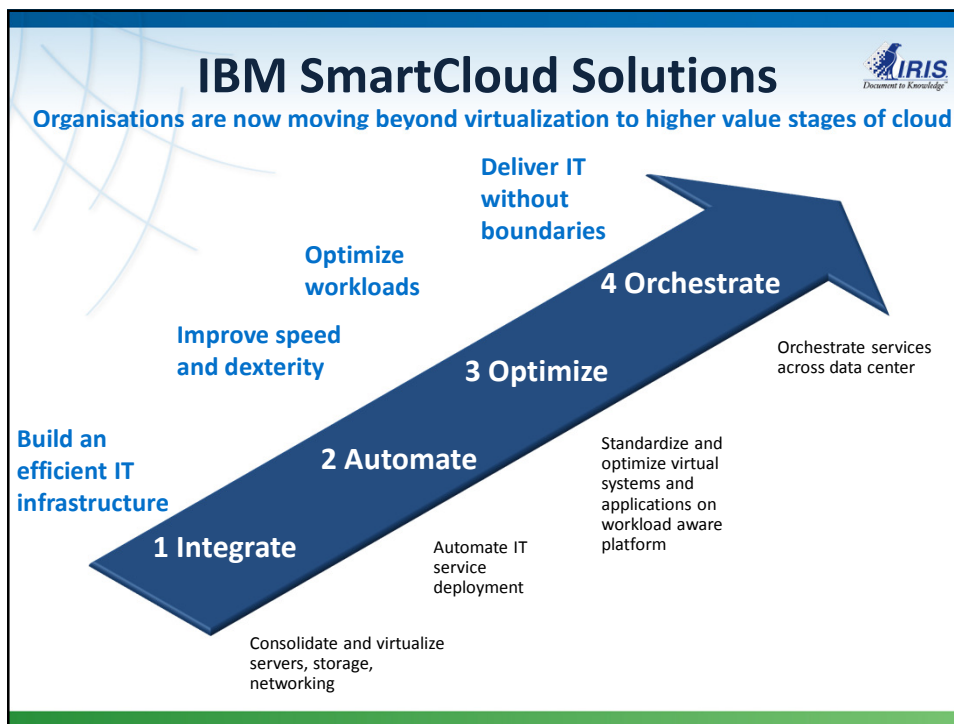 IBM SmartCloud Solutions
IRIS
Document to Knowledge
Organisations are now moving beyond virtualization to higher value stages of cloud
Deliver IT
without
boundaries
Optimize
workloads
4 Orchestrate
Improve speed
and dexterity
Orchestrate services
across data center
3 Optimize
Build an
efficient IT
infrastructure
2 Automate
Standardize and
optimize virtual
systems and
applications on
workload aware
platform
1 Integrate
Automate IT
service
deployment
Consolidate and virtualize
servers, storage,
networking